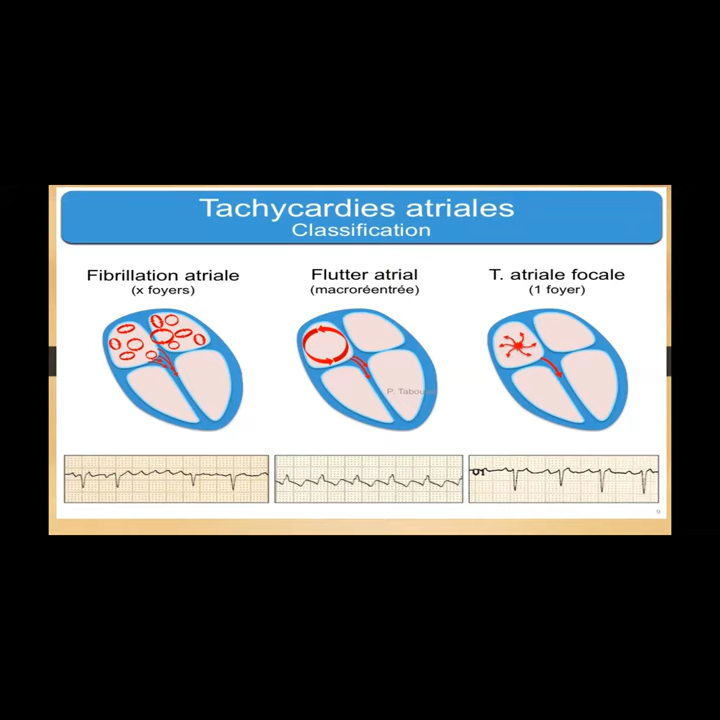 Tachycardies atriales
Classification
Fibrillation atriale
(x foyers)
Flutter atrial
(macroréentrée)
T. atriale focale
(1 foyer)